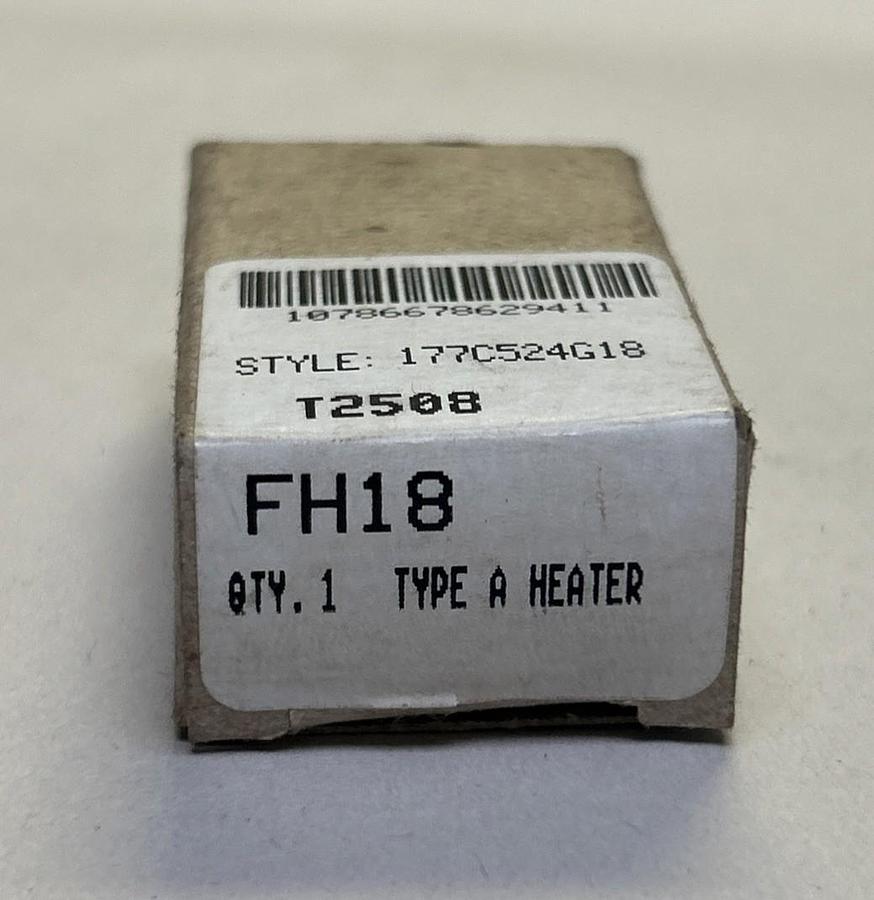 10786678629411
STYLE: 177C524G18
T2508
FH18
QTY. 1 TYPE A HEATER